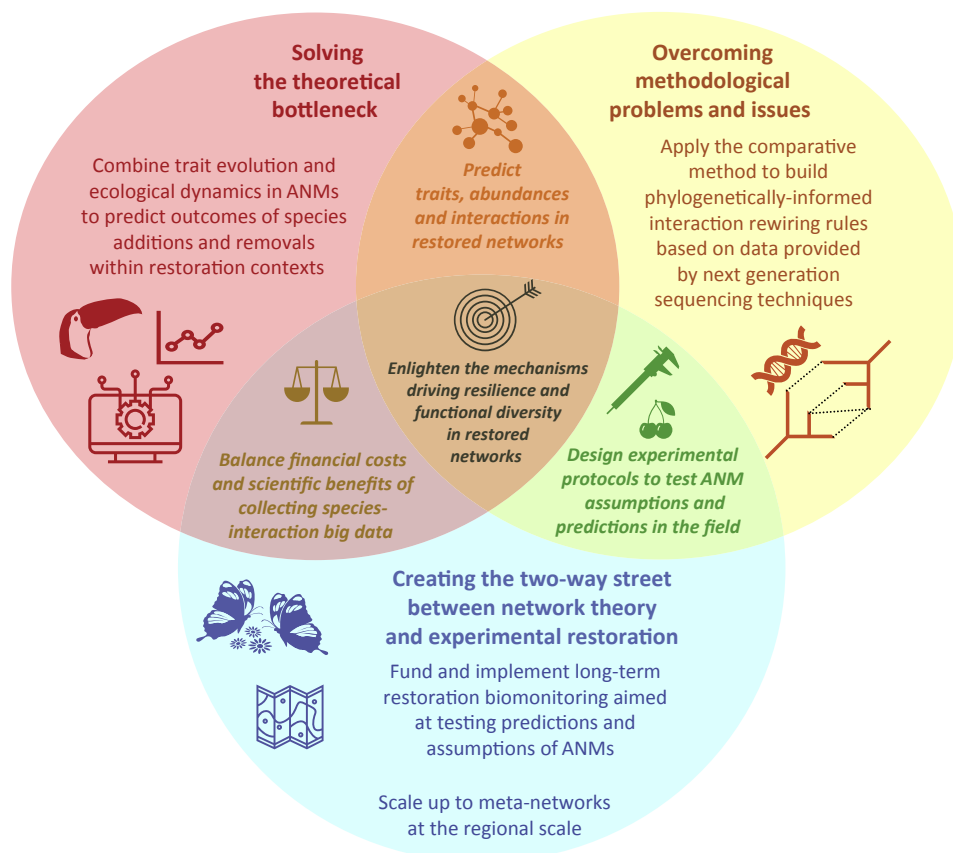 Solving
the theoretical
bottleneck
Combine trait evolution and
ecological dynamics in ANMs
to predict outcomes of species
additions and removals
within restoration contexts
Predict
traits, abundances
and interactions in
restored networks
Overcoming
methodological
problems and issues
Apply the comparative
method to build
phylogenetically-informed
interaction rewiring rules
based on data provided
by next generation
sequencing techniques
Balance financial costs
and scientific benefits of
collecting species-
interaction big data
Enlighten the mechanisms
driving resilience and
functional diversity
in restored
networks
Design experimental
protocols to test ANM
assumptions and
predictions in the field
Creating the two-way street
between network theory
and experimental restoration
Fund and implement long-term
restoration biomonitoring aimed
at testing predictions and
assumptions of ANMs
Scale up to meta-networks
at the regional scale